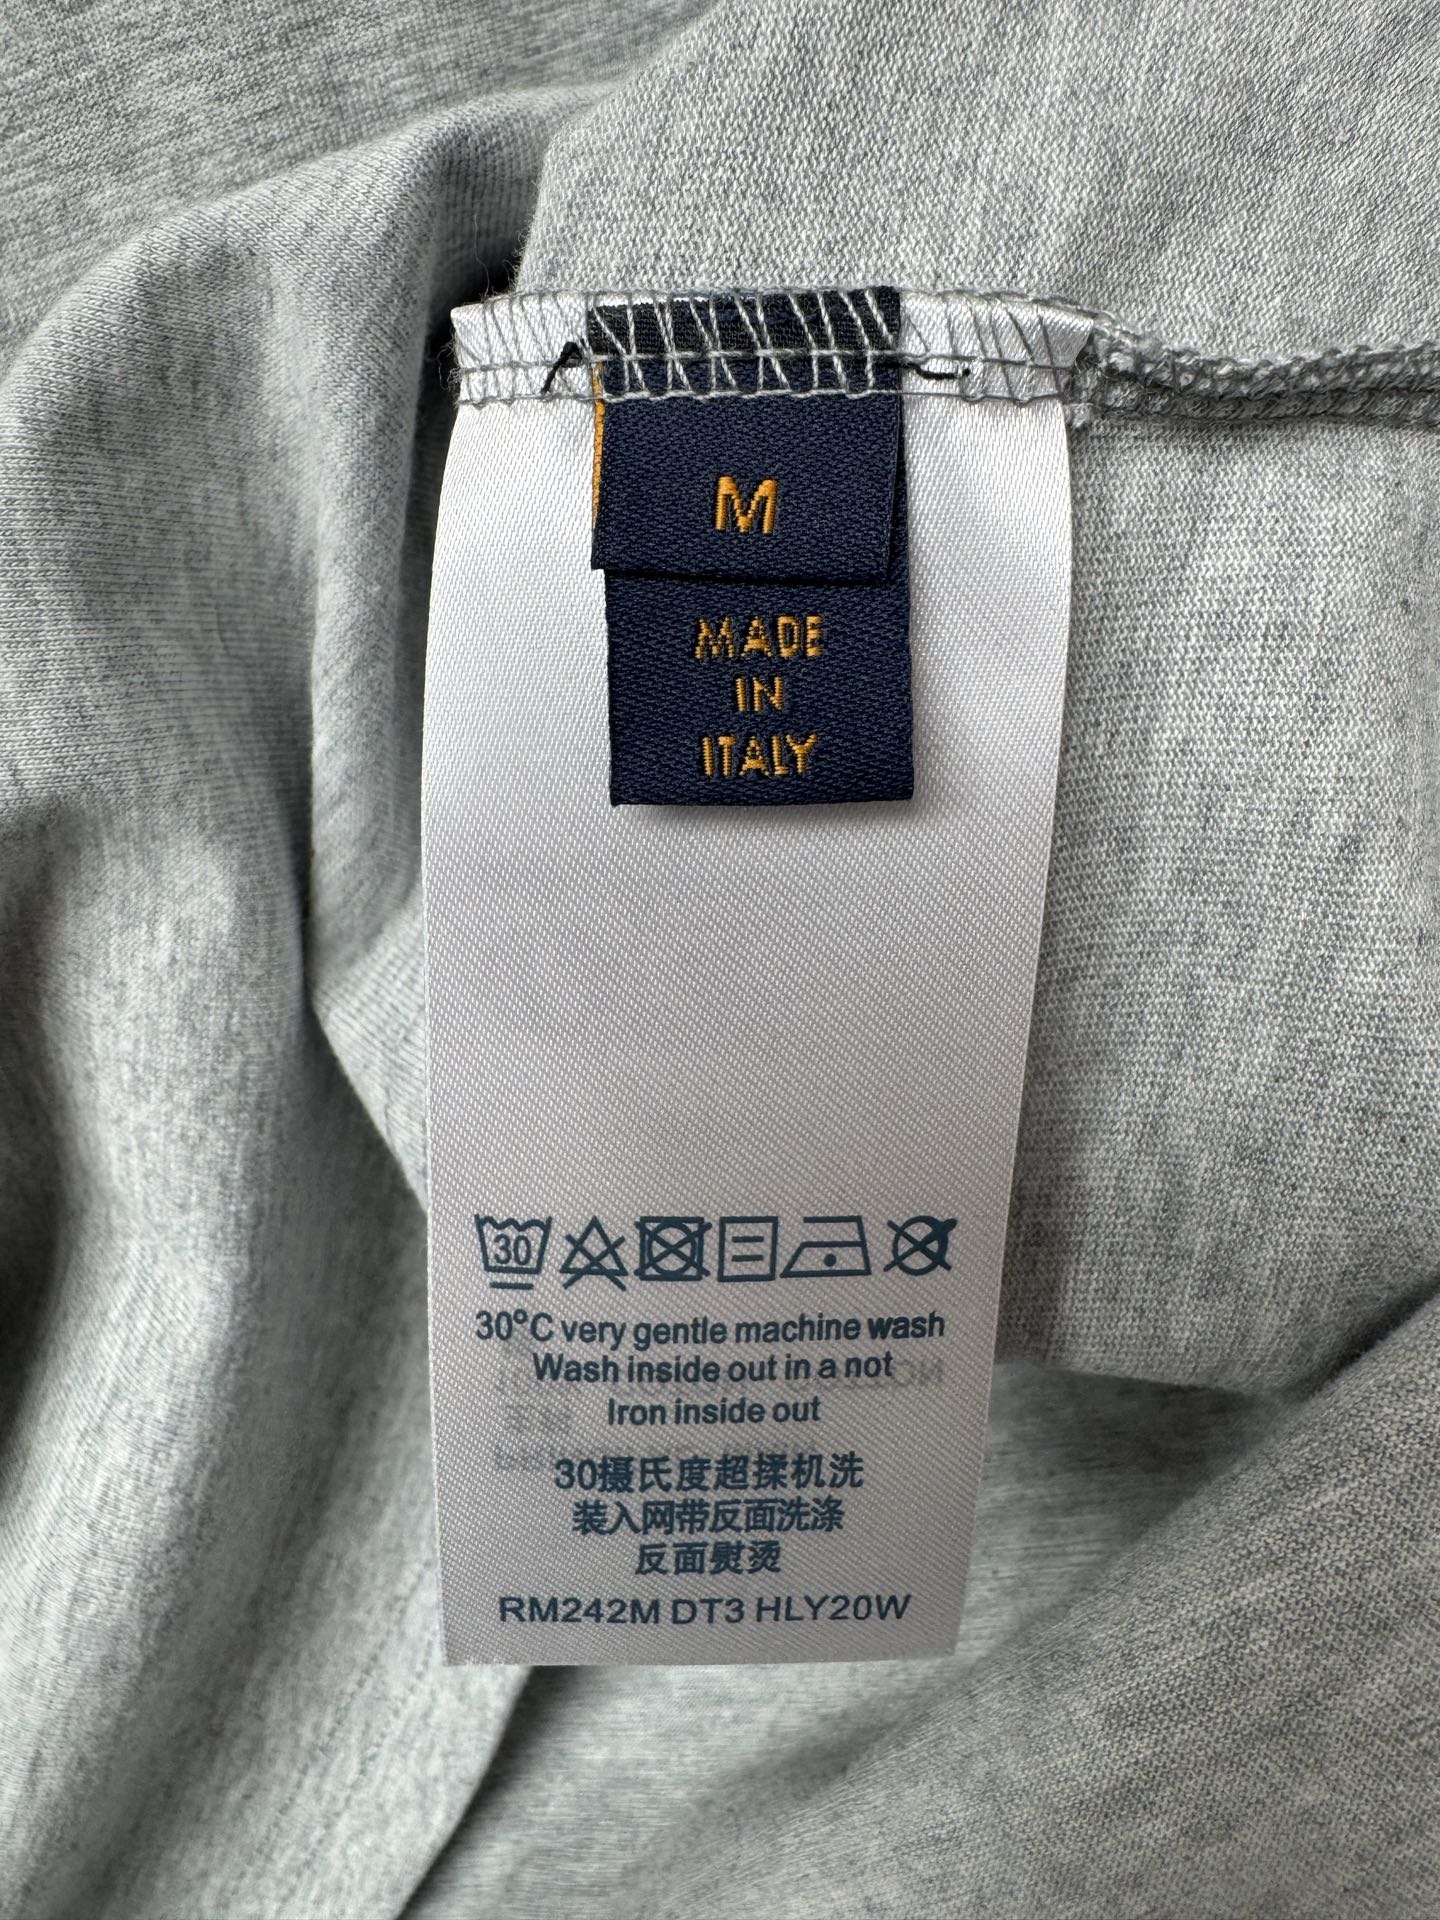 M
MADE
IN
ITALY
30
30°C very gentle machine wash
Wash inside out in a not
Iron inside out
30摄氏度超揉机洗
装入网带反面洗涤
反面熨烫
RM242M DT3 HLY20W